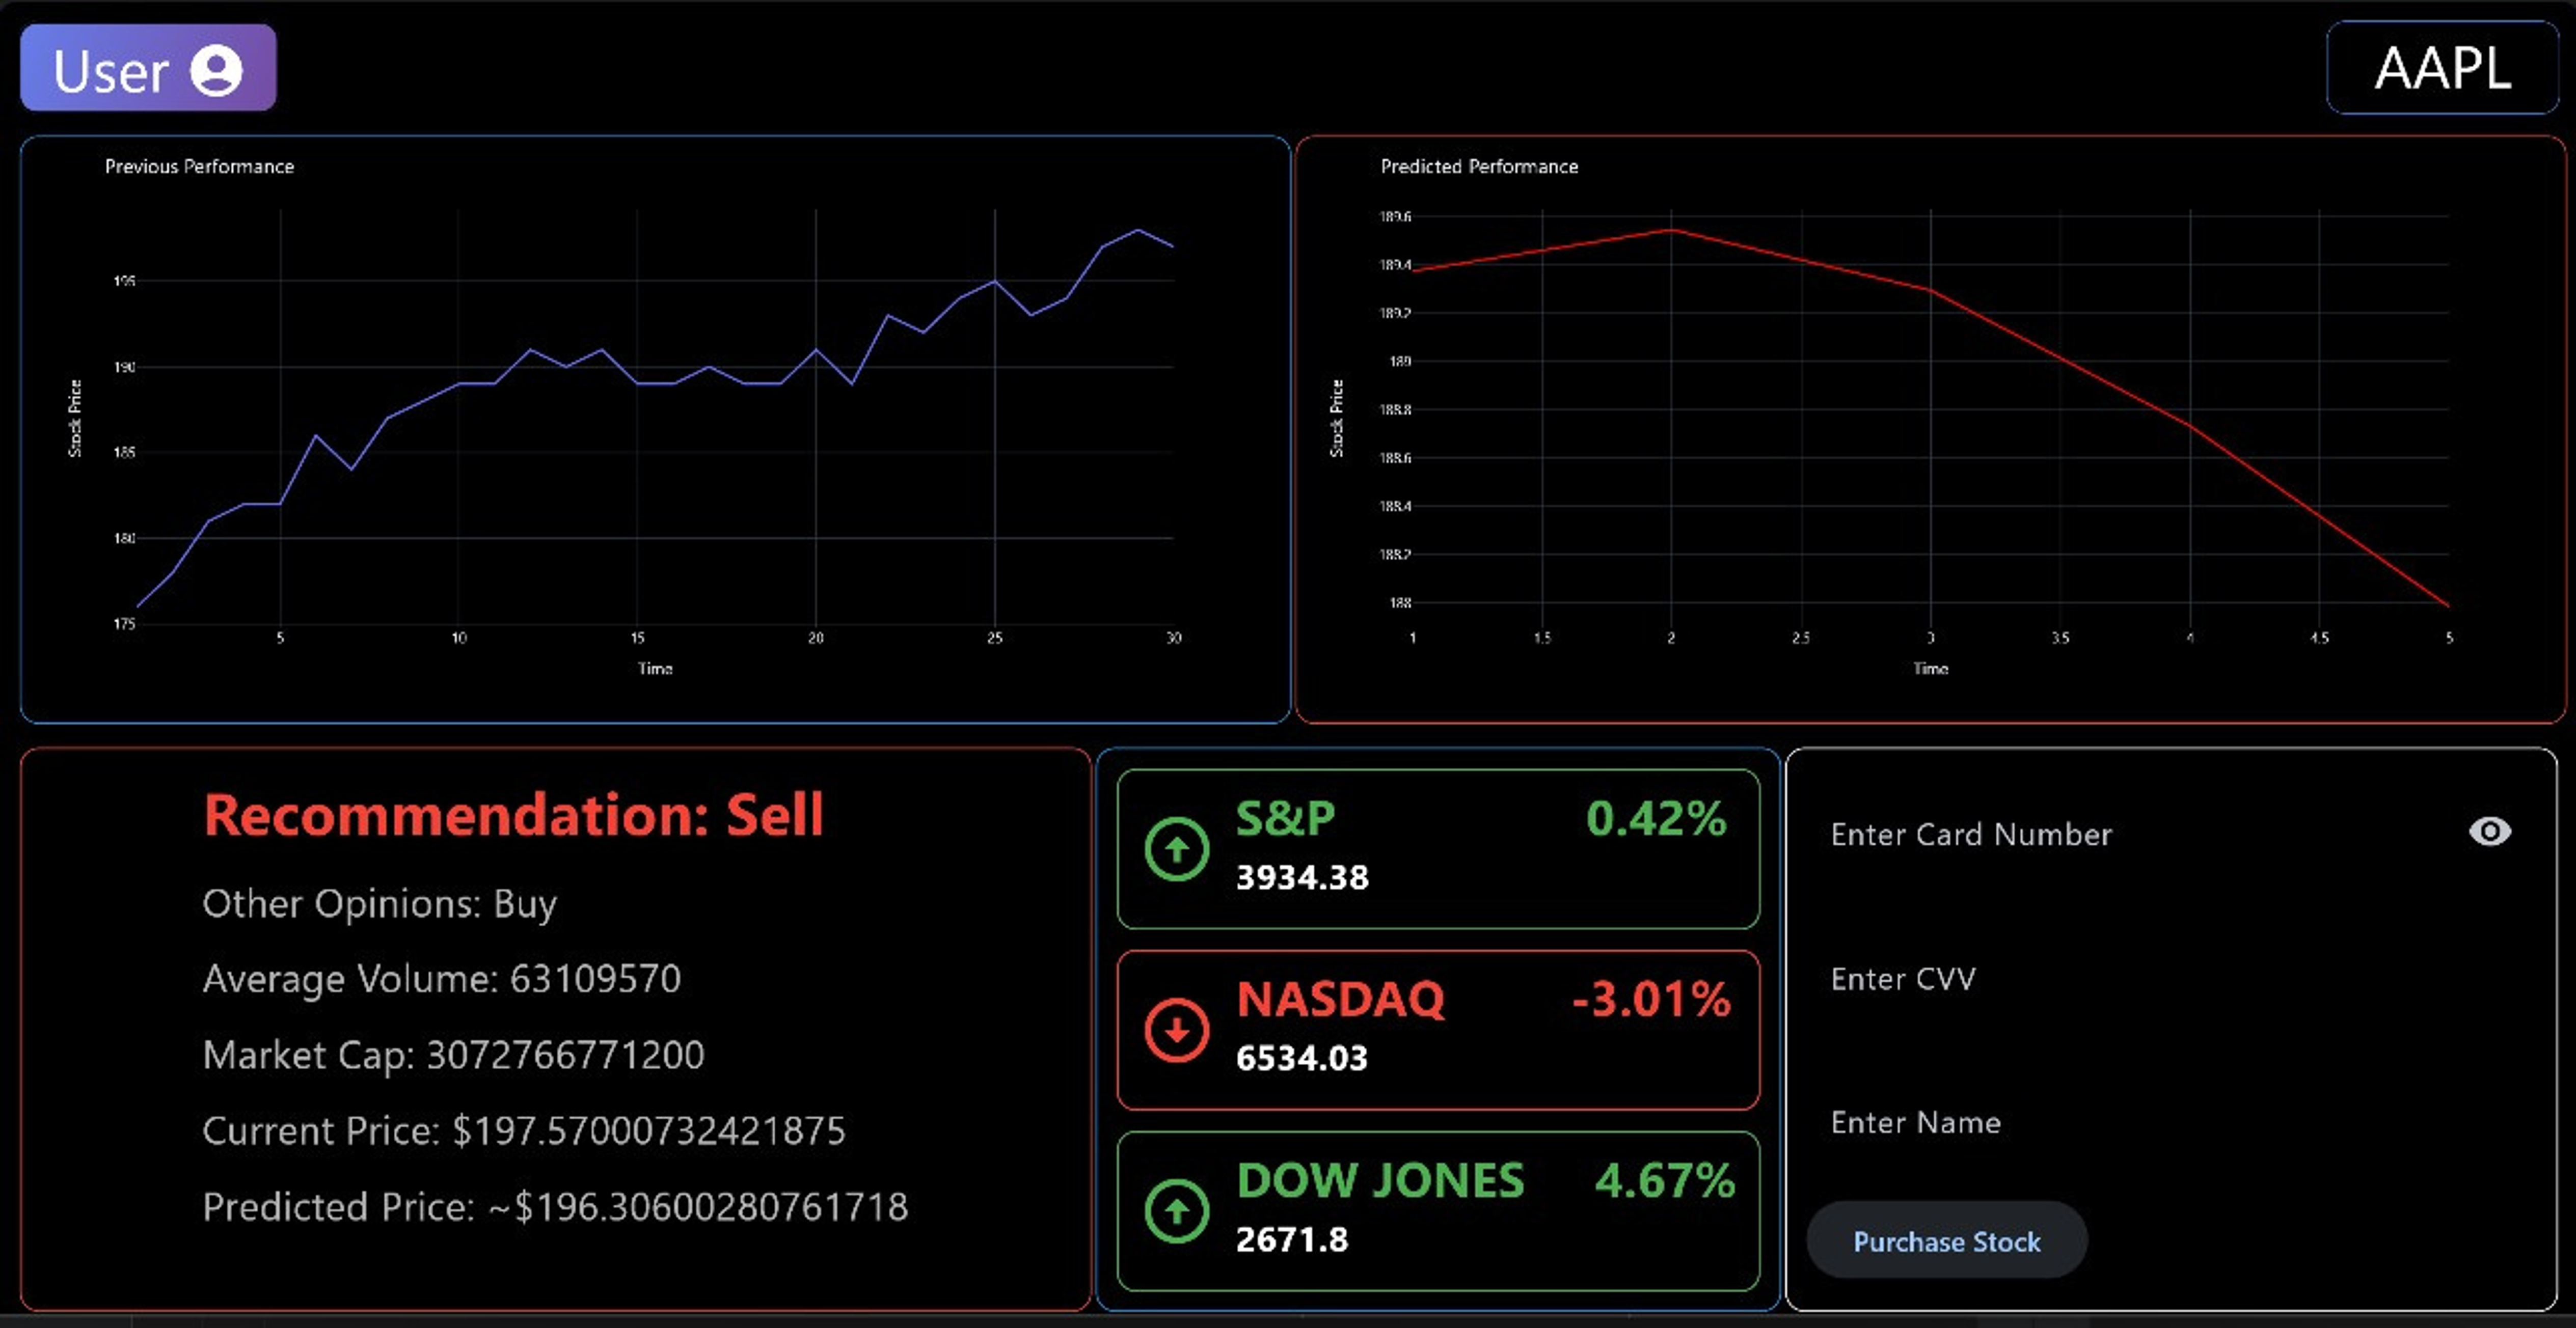 User
AAPL
Previous Performance
195
190
185
180
175
Stock Price
5 10 15 20 25 30
Time
Predicted Performance
189.6
189.4
189.2
189
188.8
188.6
188.4
188.2
188
Stock Price
1 1.5 2 2.5 3 3.5 4 4.5 5
Time
Recommendation: Sell
Other Opinions: Buy
Average Volume: 63109570
Market Cap: 3072766771200
Current Price: $197.57000732421875
Predicted Price: ~$196.30600280761718
S&P 0.42%
3934.38
NASDAQ -3.01%
6534.03
DOW JONES 4.67%
2671.8
Enter Card Number
Enter CVV
Enter Name
Purchase Stock